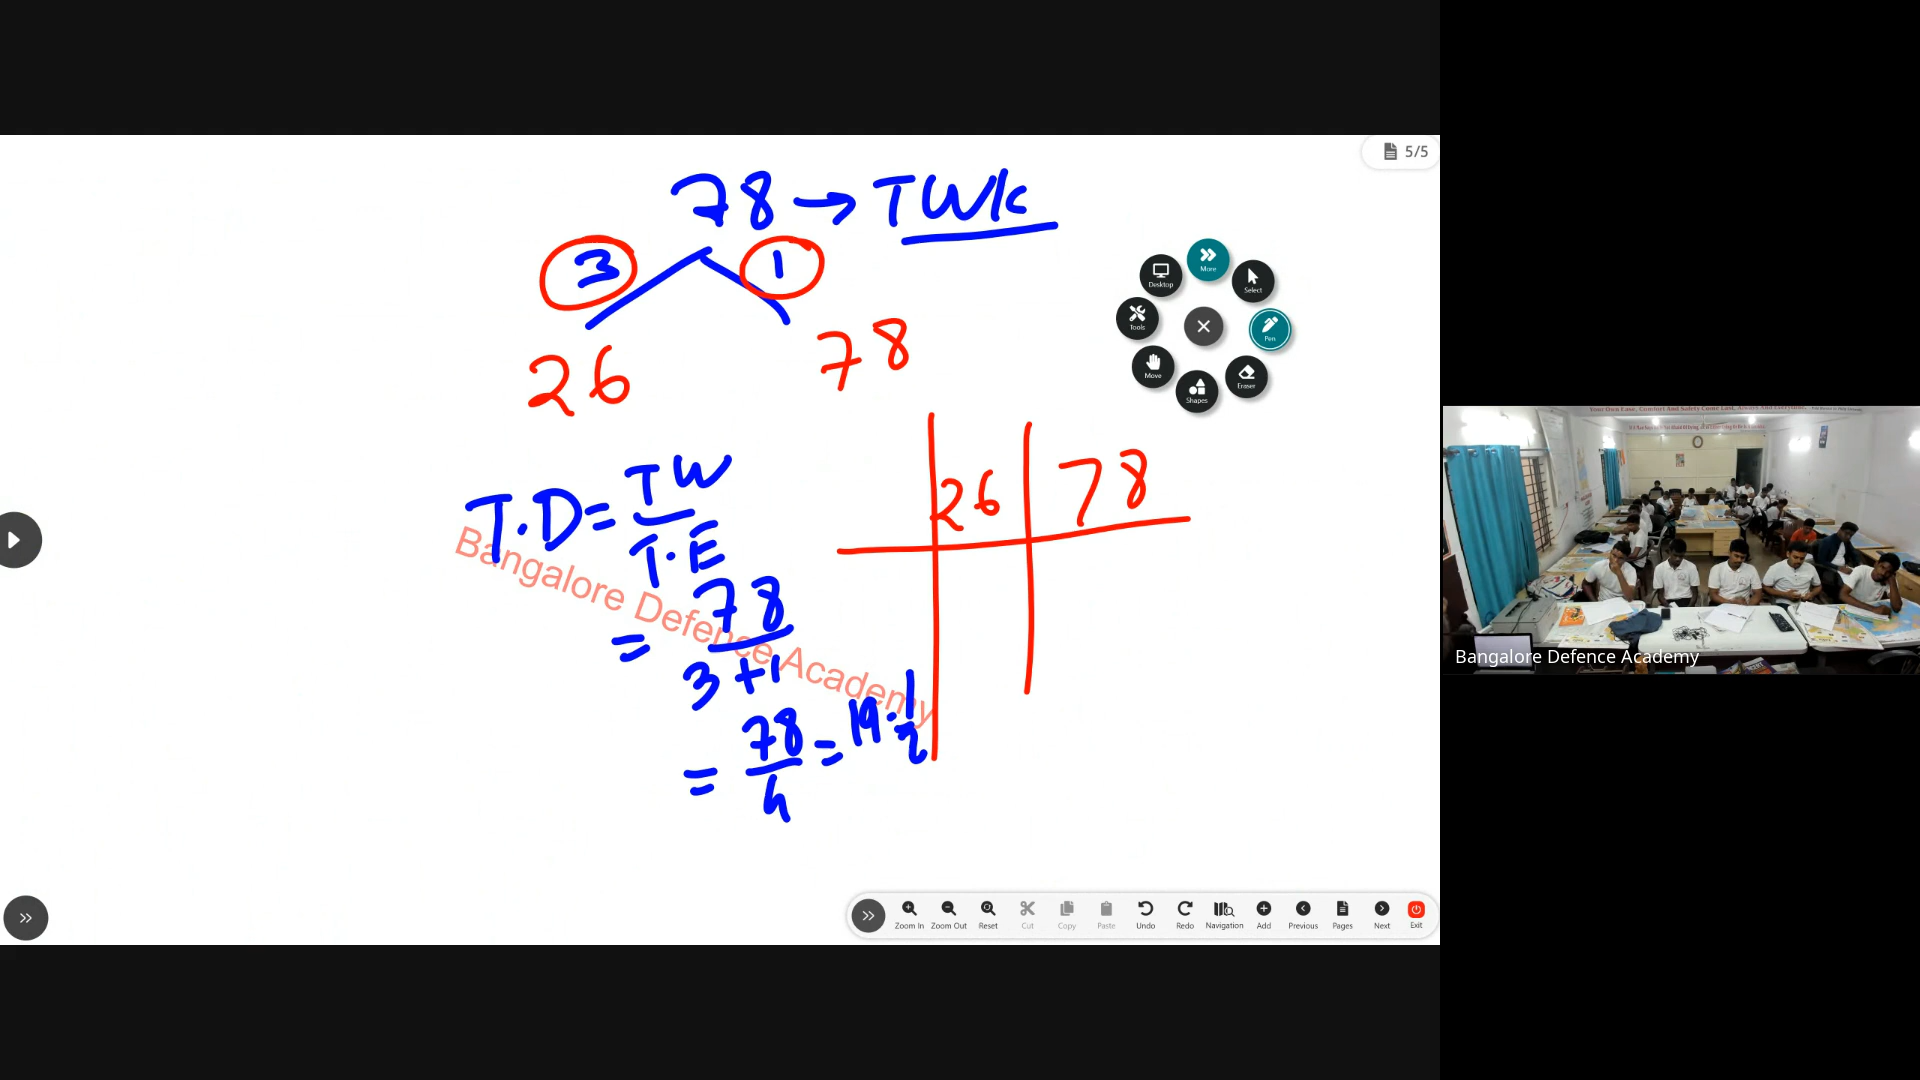 5/5
78 → TWK
3 1
26 78
T.D = TW
T.E
= 78
3 + 1
= 78 = 19 · 1
4 2
26 78
Bangalore Defence Academy
More
Select
Pen
Eraser
Shapes
Move
Tools
Desktop
Zoom In Zoom Out Reset Cut Copy Paste Undo Redo Navigation Add Previous Pages Next Exit
Bangalore Defence Academy